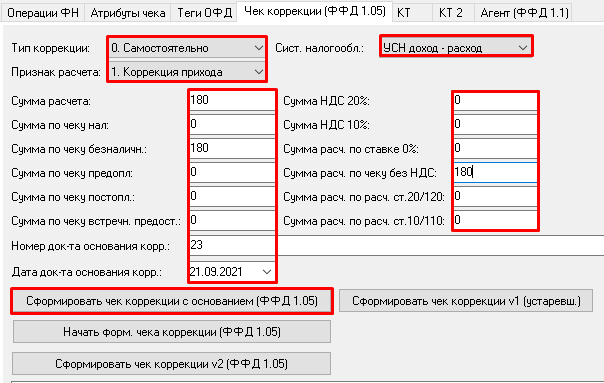 Операции ФН Атрибуты чека Теги ОФД Чек коррекции (ФФД 1.05) КТ КТ 2 Агент (ФФД 1.1)
Тип коррекции: 0. Самостоятельно Сист. налогообл.: УСН доход - расход
Признак расчета: 1. Коррекция прихода
Сумма расчета: 180 Сумма НДС 20%: 0
Сумма по чеку нал: 0 Сумма НДС 10%: 0
Сумма по чеку безналичн.: 180 Сумма расч. по ставке 0%: 0
Сумма по чеку предопл: 0 Сумма расч. по чеку без НДС: 180
Сумма по чеку постопл.: 0 Сумма расч. по расч. ст.20/120: 0
Сумма по чеку встречн. предост.: 0 Сумма расч. по расч. ст.10/110: 0
Номер док-та основания корр.: 23
Дата док-та основания корр.: 21.09.2021
Сформировать чек коррекции с основанием (ФФД 1.05) Сформировать чек коррекции v1 (устаревш.)
Начать форм. чека коррекции (ФФД 1.05)
Сформировать чек коррекции v2 (ФФД 1.05)